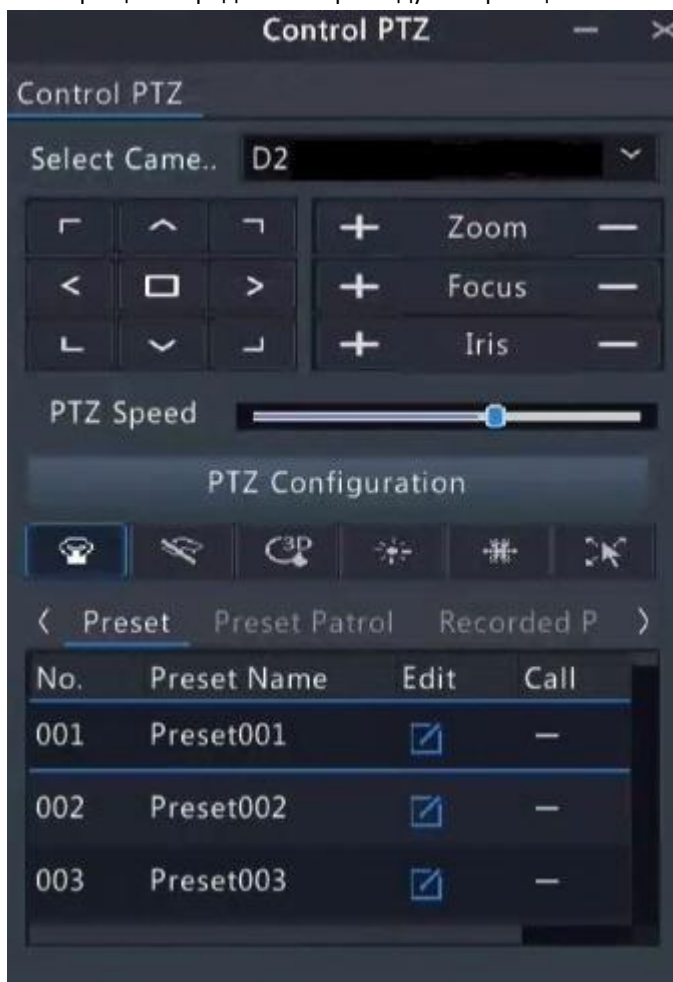 Control PTZ
Control PTZ
Select Came.. D2
Zoom
Focus
Iris
PTZ Speed
PTZ Configuration
3D
Preset Preset Patrol Recorded P
No. Preset Name Edit Call
001 Preset001
002 Preset002
003 Preset003